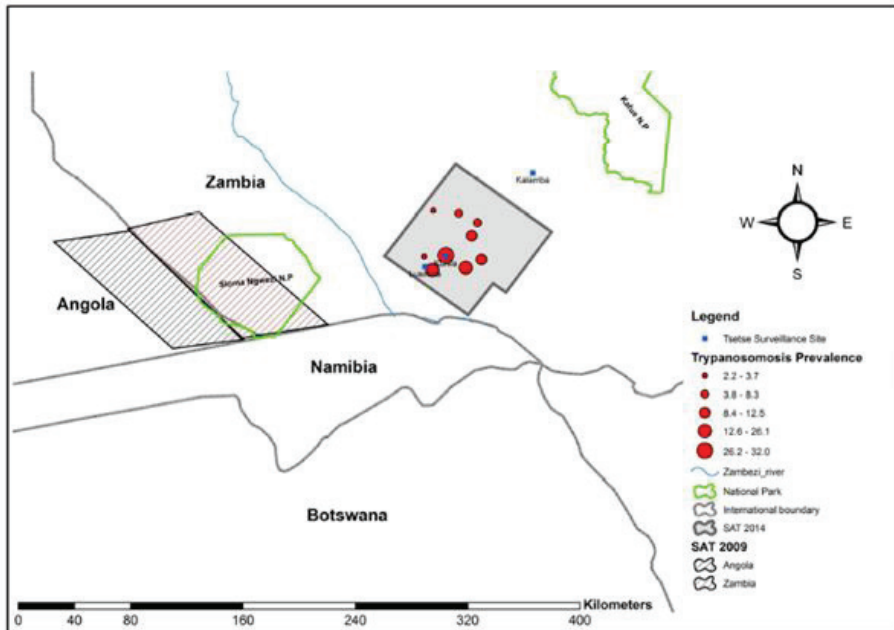 Kafue N.P
Zambia
Kalamba
Sioma Ngwezi N.P
Angola
Namibia
Botswana
N
W E
S
Legend
Tsetse Surveillance Site
Trypanosomosis Prevalence
2.2 - 3.7
3.8 - 8.3
8.4 - 12.5
12.6 - 26.1
26.2 - 32.0
Zambezi_river
National Park
International boundary
SAT 2014
SAT 2009
Angola
Zambia
Kilometers
0 40 80 160 240 320 400